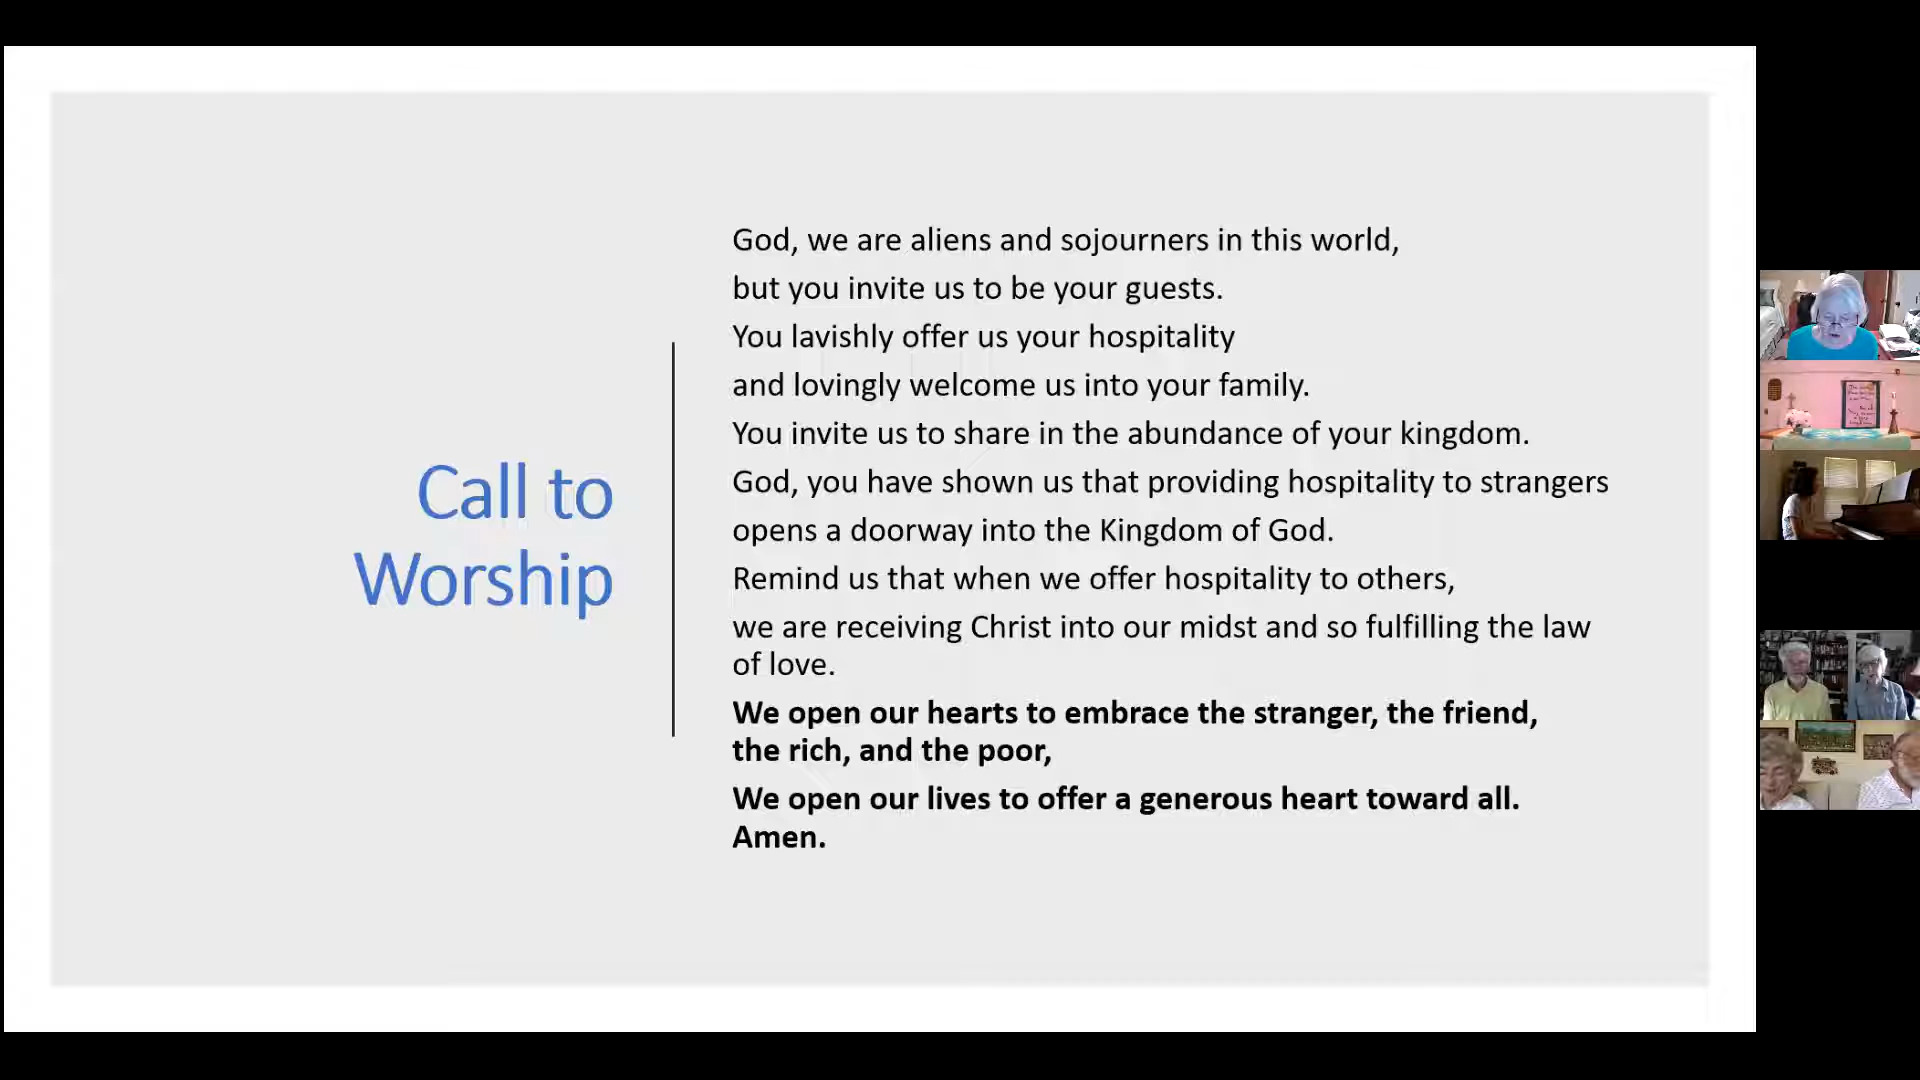 Call to
Worship
God, we are aliens and sojourners in this world,
but you invite us to be your guests.
You lavishly offer us your hospitality
and lovingly welcome us into your family.
You invite us to share in the abundance of your kingdom.
God, you have shown us that providing hospitality to strangers
opens a doorway into the Kingdom of God.
Remind us that when we offer hospitality to others,
we are receiving Christ into our midst and so fulfilling the law
of love.
We open our hearts to embrace the stranger, the friend,
the rich, and the poor,
We open our lives to offer a generous heart toward all.
Amen.